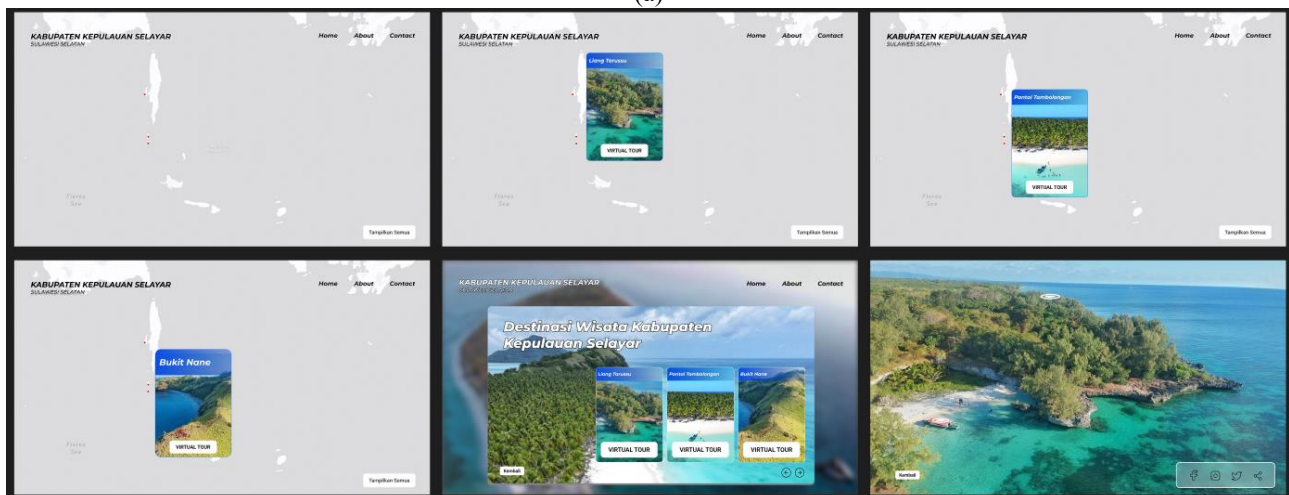 (a)
KABUPATEN KEPULAUAN SELAYAR
SULAWESI SELATAN
Home About Contact
Flores
Sea
Tampilkan Semua
KABUPATEN KEPULAUAN SELAYAR
SULAWESI SELATAN
Home About Contact
Liang Tarusu
VIRTUAL TOUR
Flores
Sea
Tampilkan Semua
KABUPATEN KEPULAUAN SELAYAR
SULAWESI SELATAN
Home About Contact
Pantai Tambolongan
VIRTUAL TOUR
Flores
Sea
Tampilkan Semua
KABUPATEN KEPULAUAN SELAYAR
SULAWESI SELATAN
Home About Contact
Bukit Nane
VIRTUAL TOUR
Flores
Sea
Tampilkan Semua
KABUPATEN KEPULAUAN SELAYAR
SULAWESI SELATAN
Home About Contact
Destinasi Wisata Kabupaten
Kepulauan Selayar
Liang Tarusu Pantai Tambolongan Bukit Nane
VIRTUAL TOUR VIRTUAL TOUR VIRTUAL TOUR
Kembali
Kembali